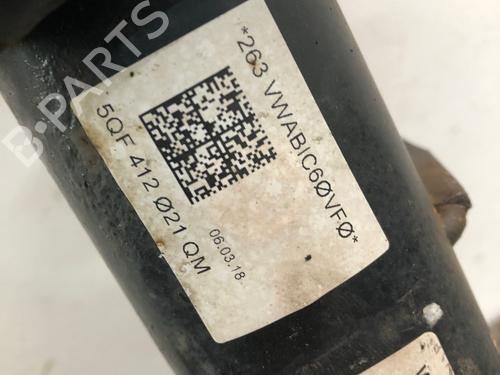 *263 VWABIC6ØVFØ*
5QF 412 Ø21 QM
06.03.18
B-PARTS